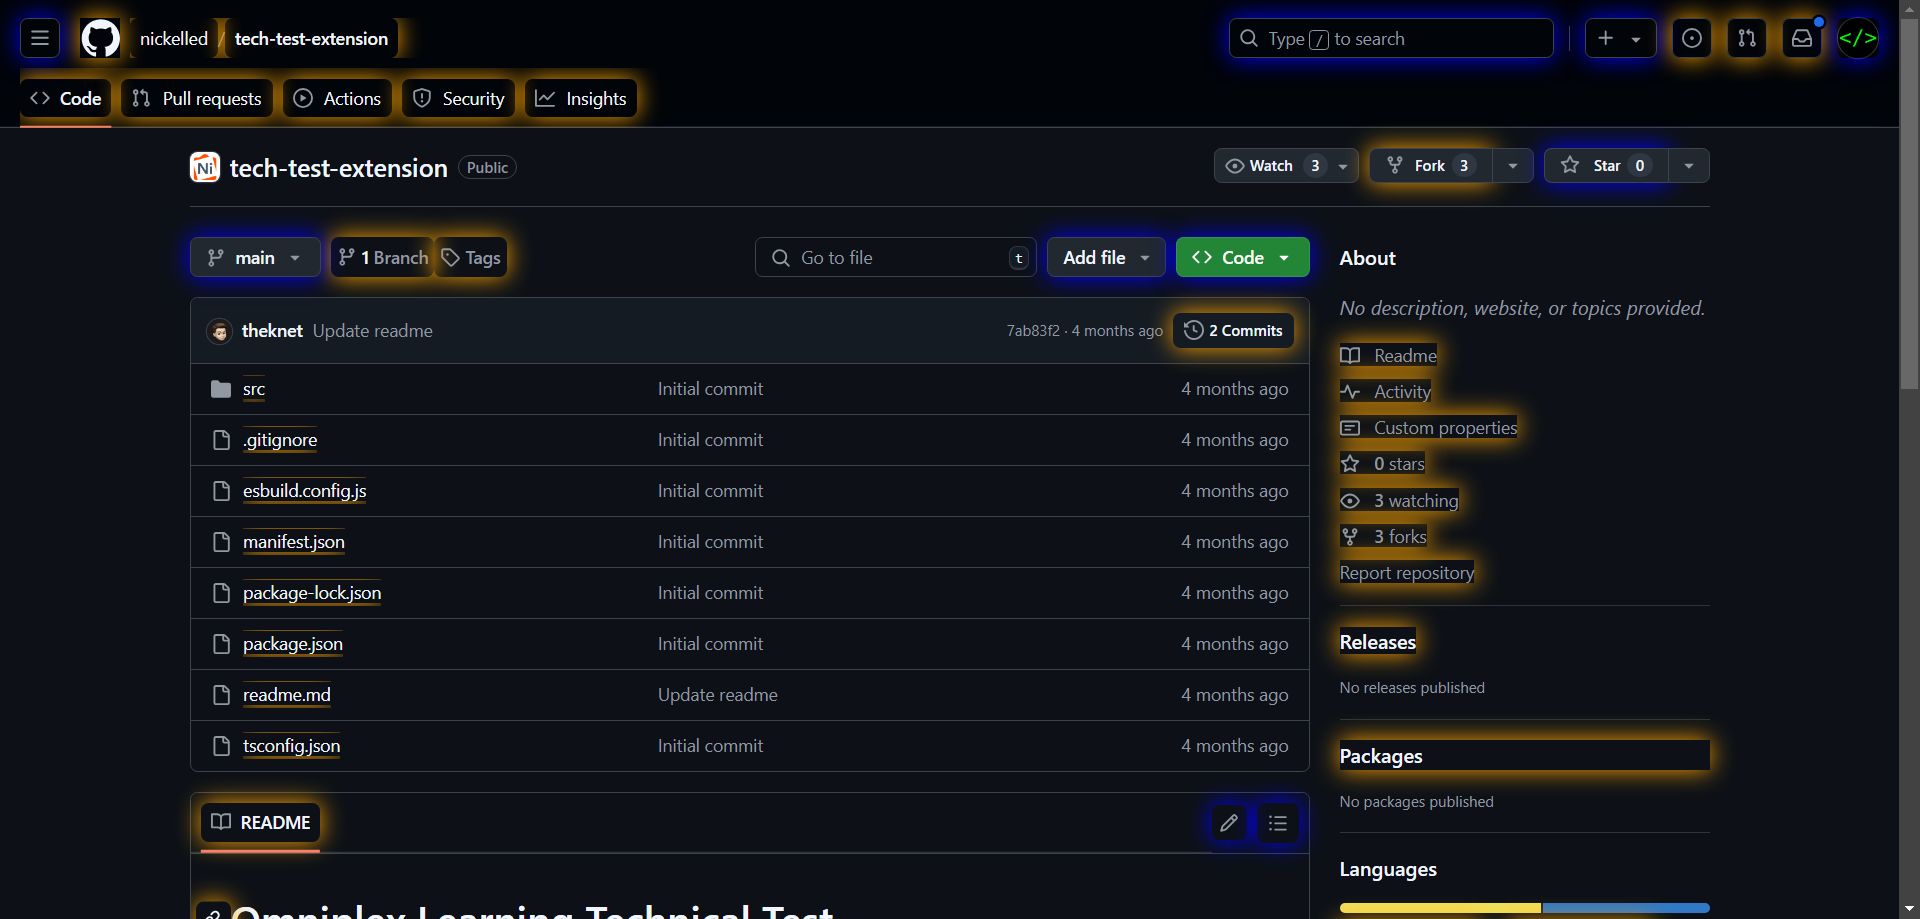 nickelled / tech-test-extension
Type / to search
</>
Code
Pull requests
Actions
Security
Insights
Ni tech-test-extension Public
Watch 3
Fork 3
Star 0
main
1 Branch
Tags
Go to file t
Add file
Code
theknet Update readme 7ab83f2 · 4 months ago 2 Commits
src Initial commit 4 months ago
.gitignore Initial commit 4 months ago
esbuild.config.js Initial commit 4 months ago
manifest.json Initial commit 4 months ago
package-lock.json Initial commit 4 months ago
package.json Initial commit 4 months ago
readme.md Update readme 4 months ago
tsconfig.json Initial commit 4 months ago
README
Omniplex Learning Technical Test
About
No description, website, or topics provided.
Readme
Activity
Custom properties
0 stars
3 watching
3 forks
Report repository
Releases
No releases published
Packages
No packages published
Languages